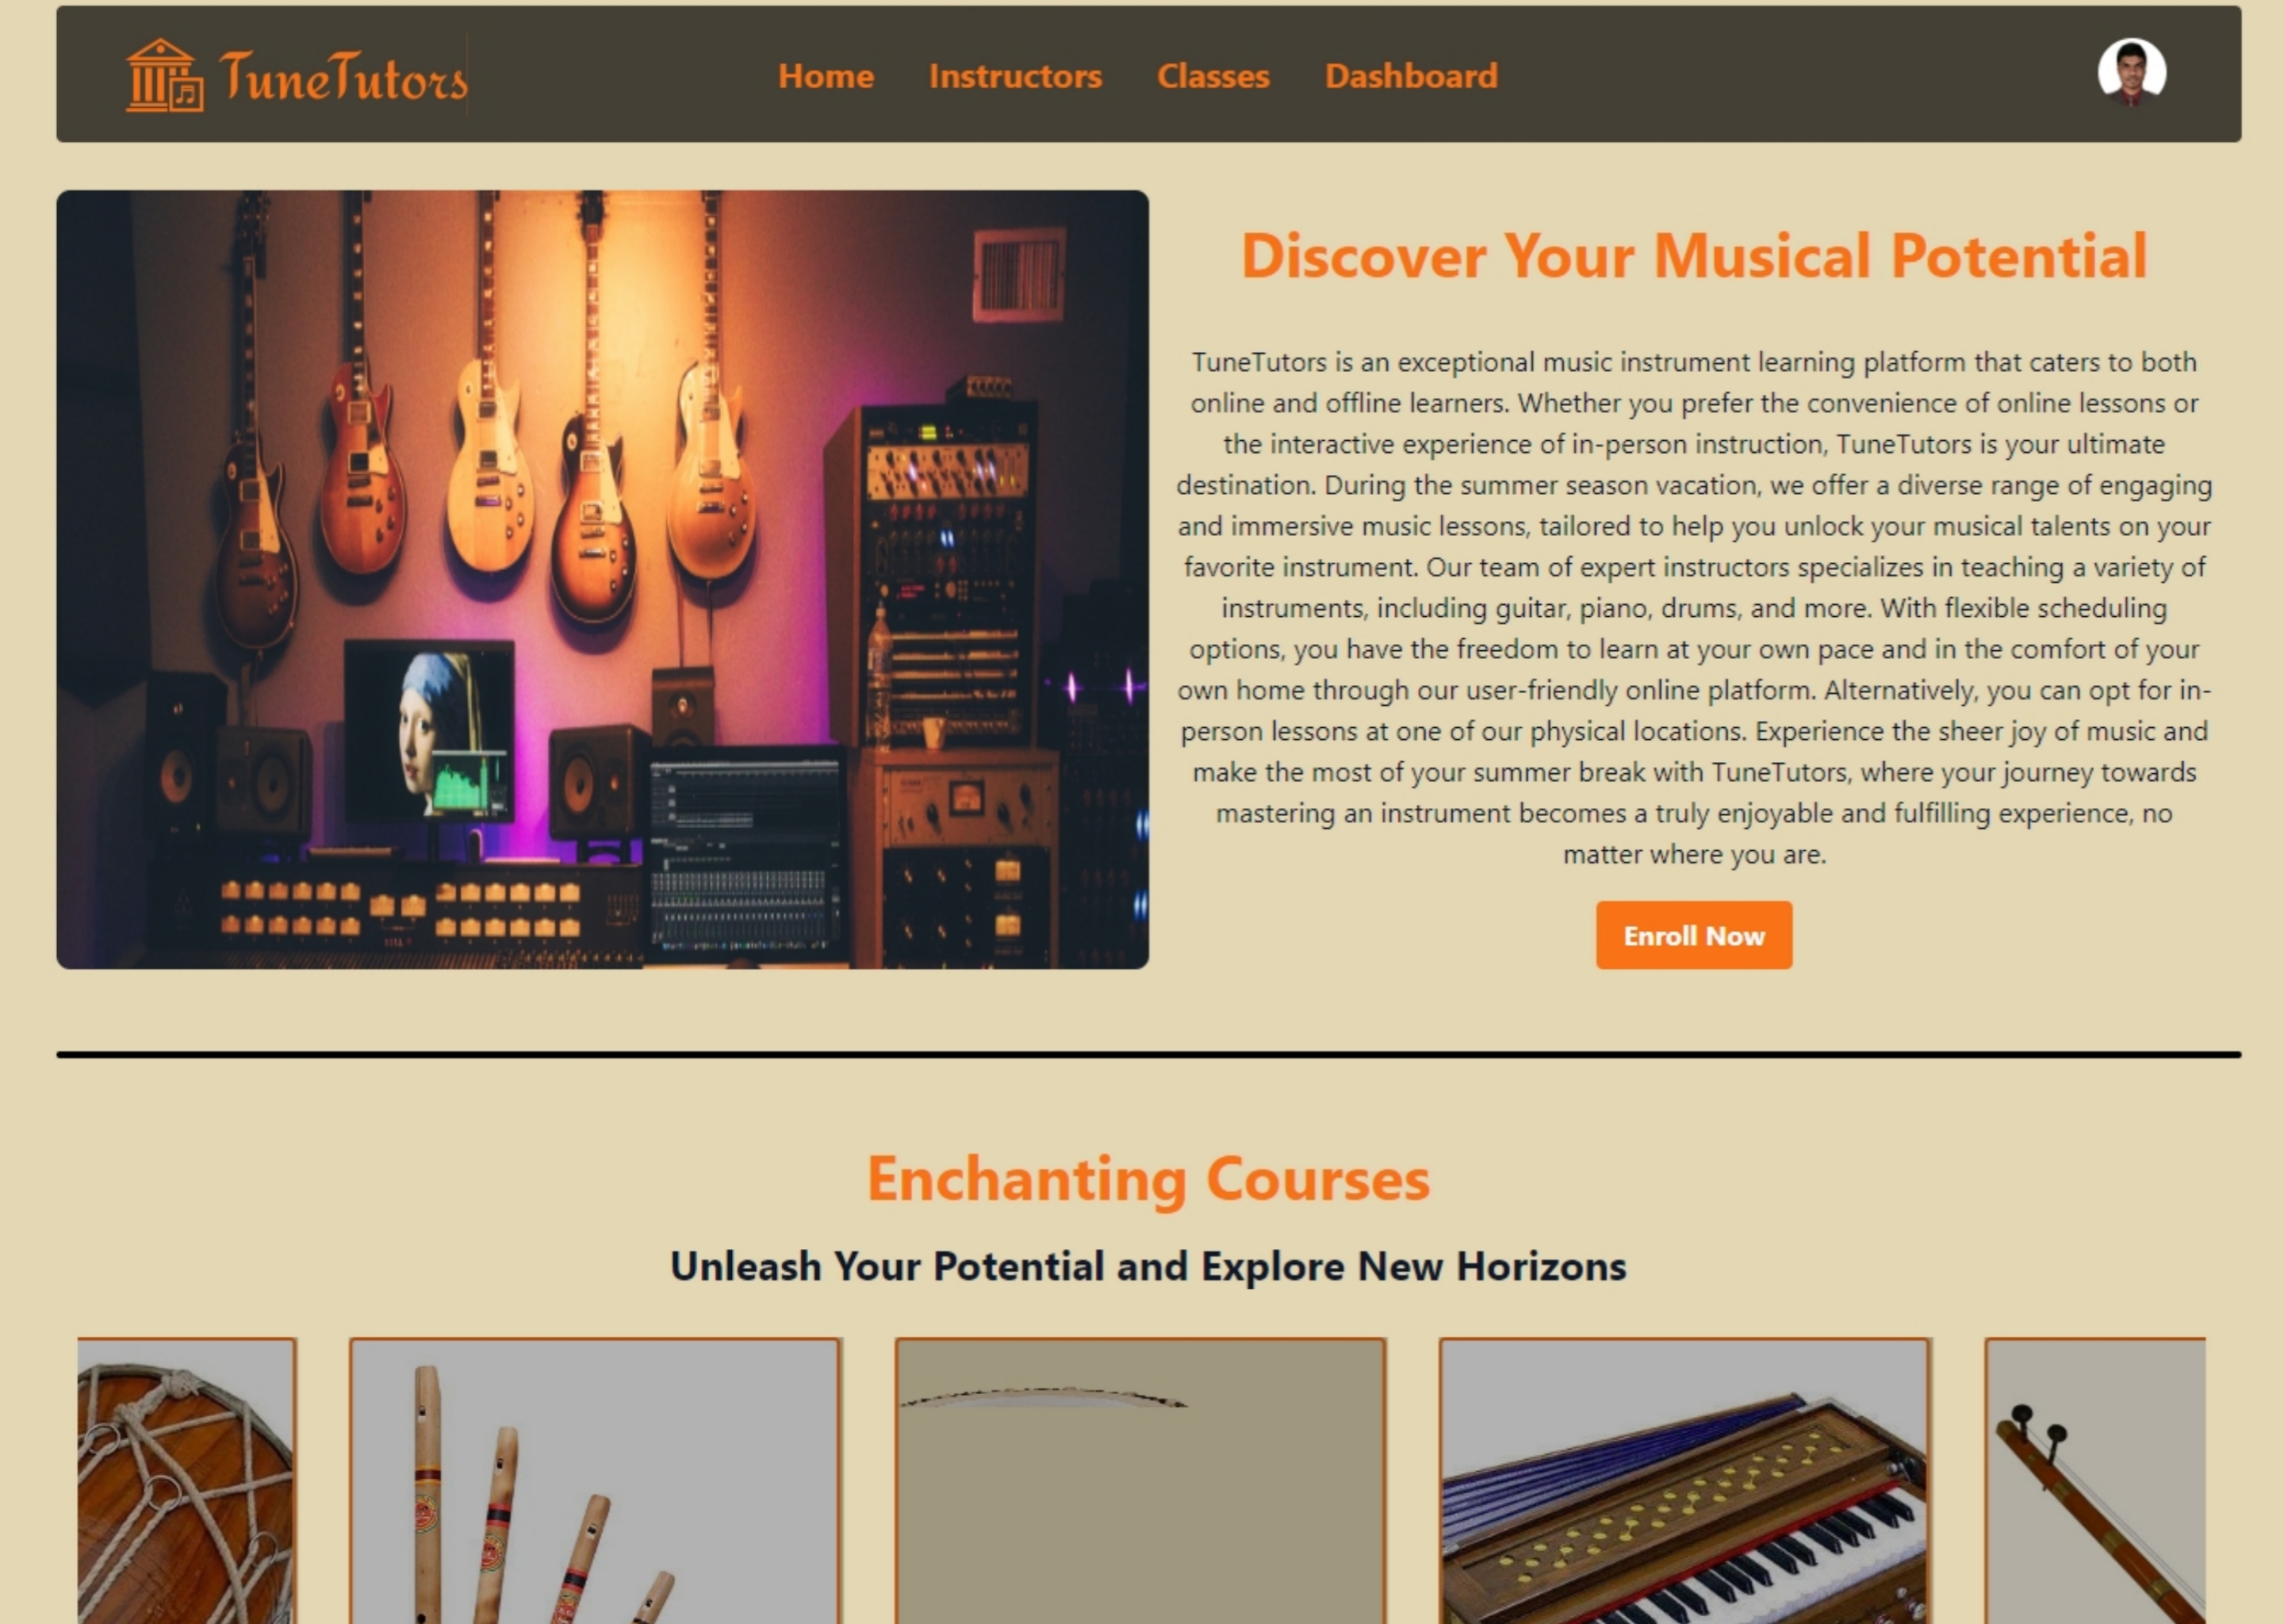 TuneTutors
Home Instructors Classes Dashboard
Discover Your Musical Potential
TuneTutors is an exceptional music instrument learning platform that caters to both
online and offline learners. Whether you prefer the convenience of online lessons or
the interactive experience of in-person instruction, TuneTutors is your ultimate
destination. During the summer season vacation, we offer a diverse range of engaging
and immersive music lessons, tailored to help you unlock your musical talents on your
favorite instrument. Our team of expert instructors specializes in teaching a variety of
instruments, including guitar, piano, drums, and more. With flexible scheduling
options, you have the freedom to learn at your own pace and in the comfort of your
own home through our user-friendly online platform. Alternatively, you can opt for in-
person lessons at one of our physical locations. Experience the sheer joy of music and
make the most of your summer break with TuneTutors, where your journey towards
mastering an instrument becomes a truly enjoyable and fulfilling experience, no
matter where you are.
Enroll Now
Enchanting Courses
Unleash Your Potential and Explore New Horizons